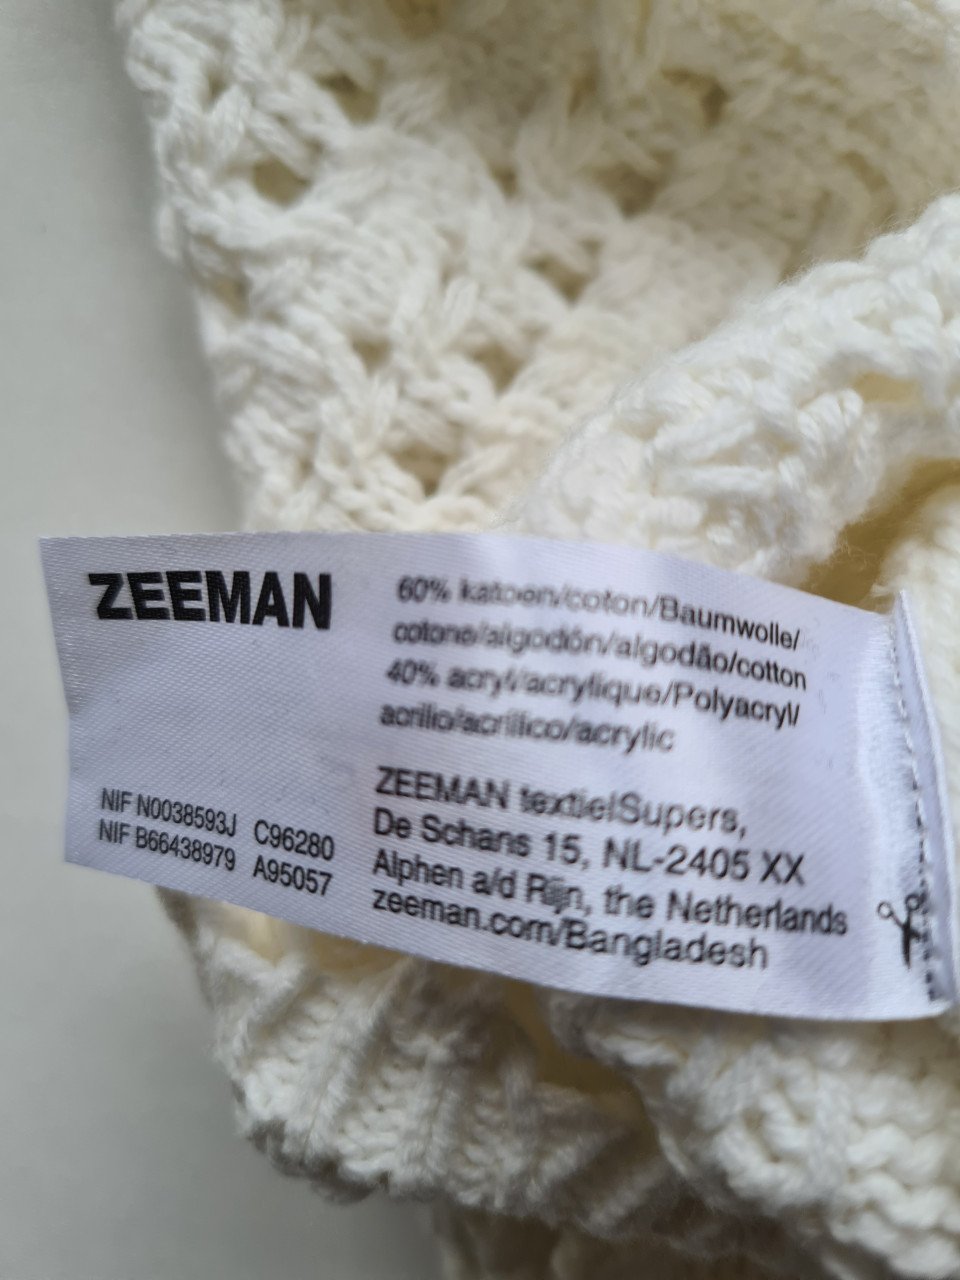 ZEEMAN
60% katoen/coton/Baumwolle/
cotone/algodón/algodão/cotton
40% acryl/acrylique/Polyacryl/
acrilio/acrílico/acrylic
ZEEMAN textielSupers,
De Schans 15, NL-2405 XX
Alphen a/d Rijn, the Netherlands
zeeman.com/Bangladesh
NIF N0038593J C96280
NIF B66438979 A95057